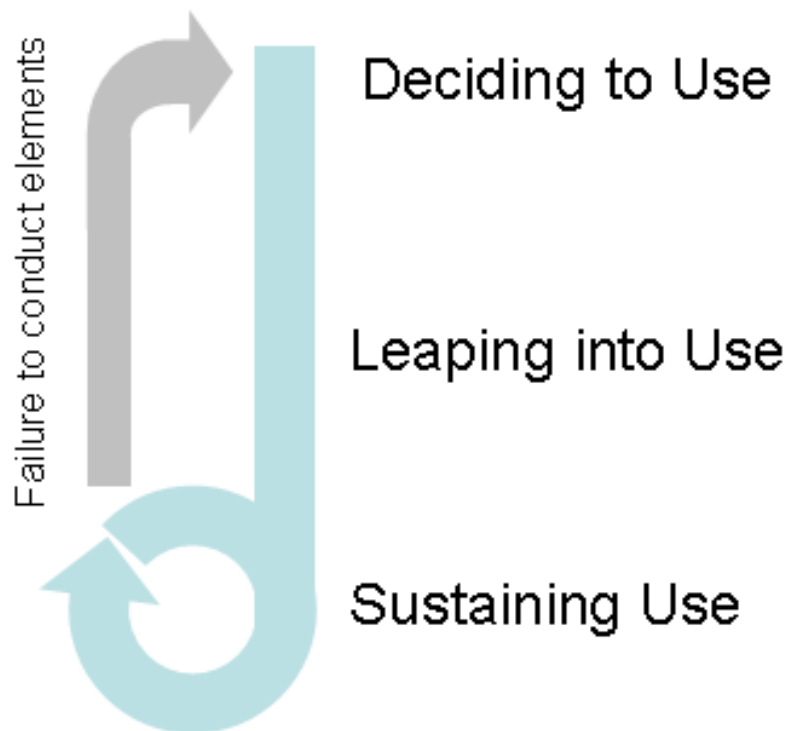 Failure to conduct elements
Deciding to Use
Leaping into Use
Sustaining Use